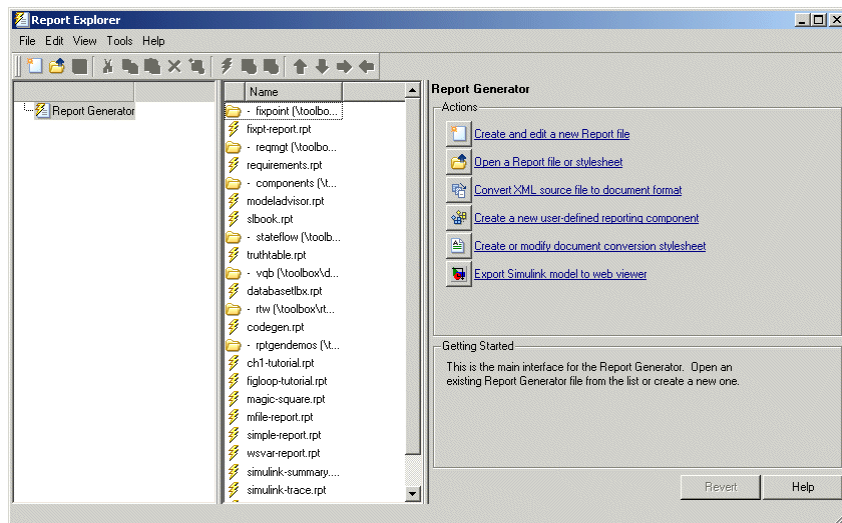 Report Explorer
File Edit View Tools Help
Report Generator
Name
- fixpoint (\toolbo...
fixpt-report.rpt
- reqmgt (\toolbo...
requirements.rpt
- components (\t...
modeladvisor.rpt
slbook.rpt
- stateflow (\toolb...
truthtable.rpt
- vqb (\toolbox\d...
databasetlbx.rpt
- rtw (\toolbox\rt...
codegen.rpt
- rptgendemos (\t...
ch1-tutorial.rpt
figloop-tutorial.rpt
magic-square.rpt
mfile-report.rpt
simple-report.rpt
wsvar-report.rpt
simulink-summary....
simulink-trace.rpt
Report Generator
Actions
Create and edit a new Report file
Open a Report file or stylesheet
Convert XML source file to document format
Create a new user-defined reporting component
Create or modify document conversion stylesheet
Export Simulink model to web viewer
Getting Started
This is the main interface for the Report Generator. Open an
existing Report Generator file from the list or create a new one.
Revert Help